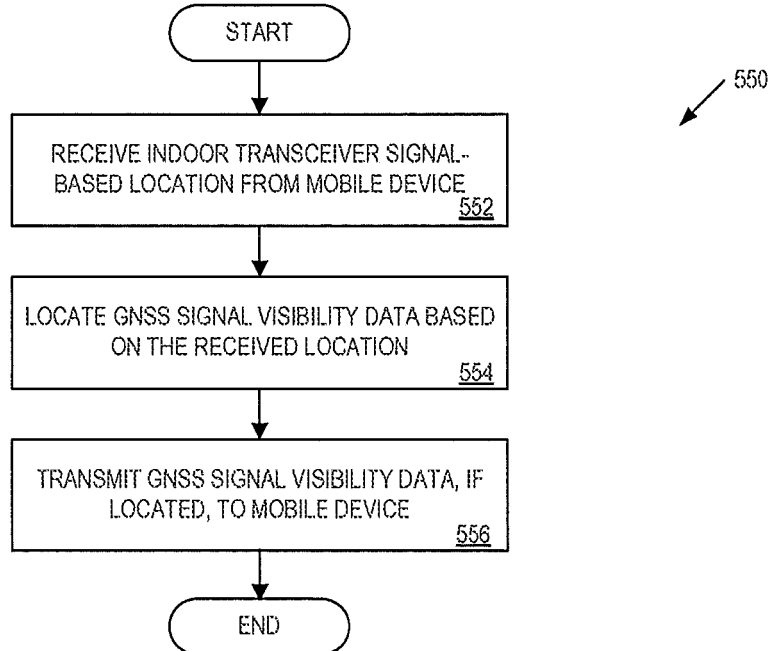 START
550
RECEIVE INDOOR TRANSCEIVER SIGNAL-
BASED LOCATION FROM MOBILE DEVICE
552
LOCATE GNSS SIGNAL VISIBILITY DATA BASED
ON THE RECEIVED LOCATION
554
TRANSMIT GNSS SIGNAL VISIBILITY DATA, IF
LOCATED, TO MOBILE DEVICE
556
END